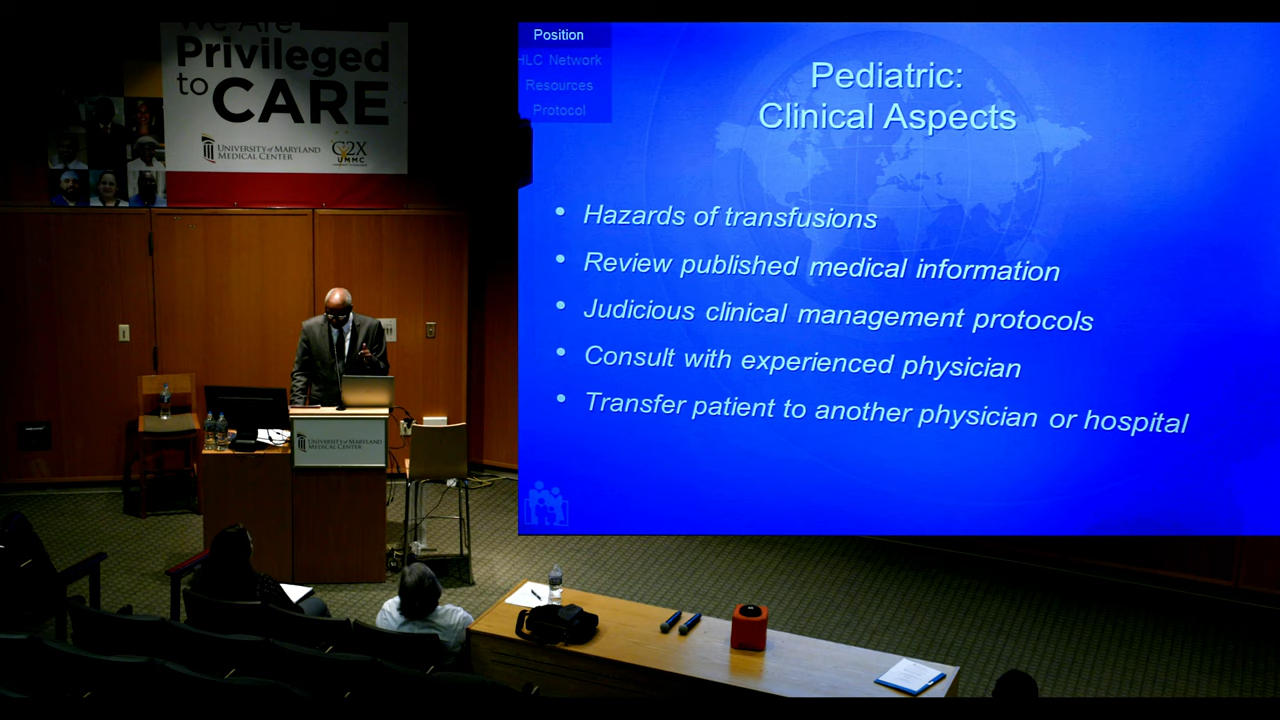 We Are
Privileged
to CARE
UNIVERSITY of MARYLAND
MEDICAL CENTER
C2X
UMMC
Position
HLC Network
Resources
Protocol
Pediatric:
Clinical Aspects
• Hazards of transfusions
• Review published medical information
• Judicious clinical management protocols
• Consult with experienced physician
• Transfer patient to another physician or hospital
UNIVERSITY of MARYLAND
MEDICAL CENTER